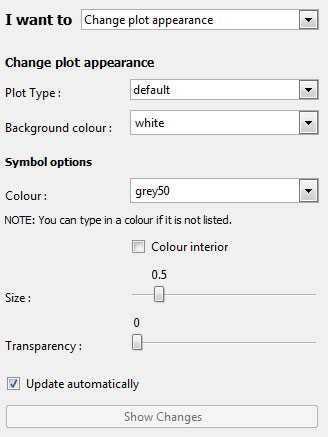 I want to Change plot appearance
Change plot appearance
Plot Type : default
Background colour : white
Symbol options
Colour : grey50
NOTE: You can type in a colour if it is not listed.
Colour interior
0.5
Size :
0
Transparency :
Update automatically
Show Changes